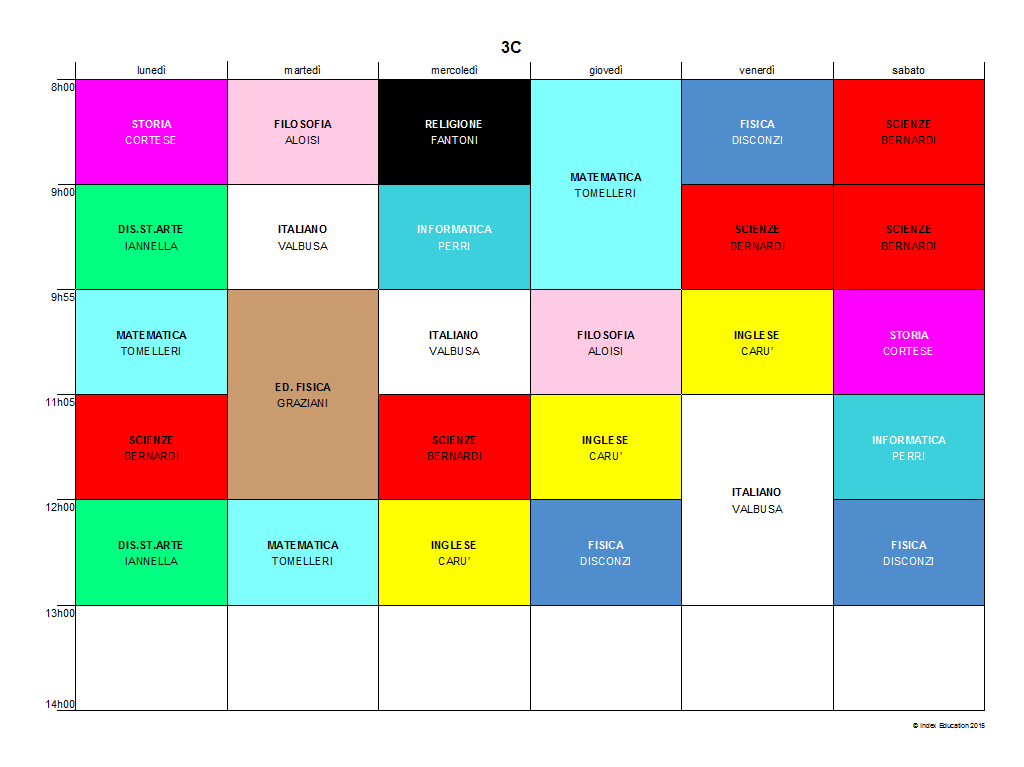 3C
lunedì martedì mercoledì giovedì venerdì sabato
8h00
STORIA FILOSOFIA RELIGIONE FISICA SCIENZE
CORTESE ALOISI FANTONI DISCONZI BERNARDI
MATEMATICA
TOMELLERI
9h00
DIS.ST.ARTE ITALIANO INFORMATICA SCIENZE SCIENZE
IANNELLA VALBUSA PERRI BERNARDI BERNARDI
9h55
MATEMATICA ITALIANO FILOSOFIA INGLESE STORIA
TOMELLERI VALBUSA ALOISI CARU' CORTESE
ED. FISICA
GRAZIANI
11h05
SCIENZE SCIENZE INGLESE INFORMATICA
BERNARDI BERNARDI CARU' PERRI
ITALIANO
VALBUSA
12h00
DIS.ST.ARTE MATEMATICA INGLESE FISICA FISICA
IANNELLA TOMELLERI CARU' DISCONZI DISCONZI
13h00
14h00
© Index Education 2015